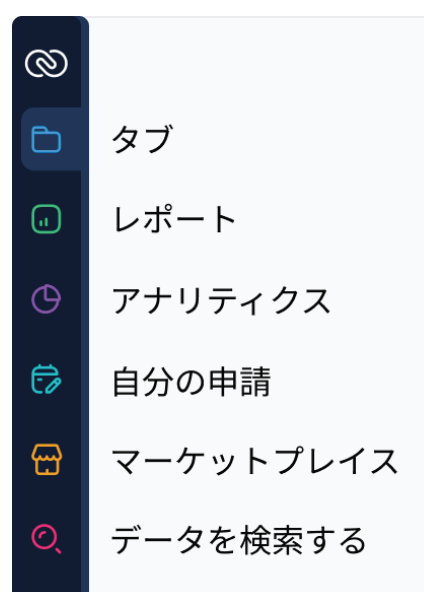 タブ
レポート
アナリティクス
自分の申請
マーケットプレイス
データを検索する